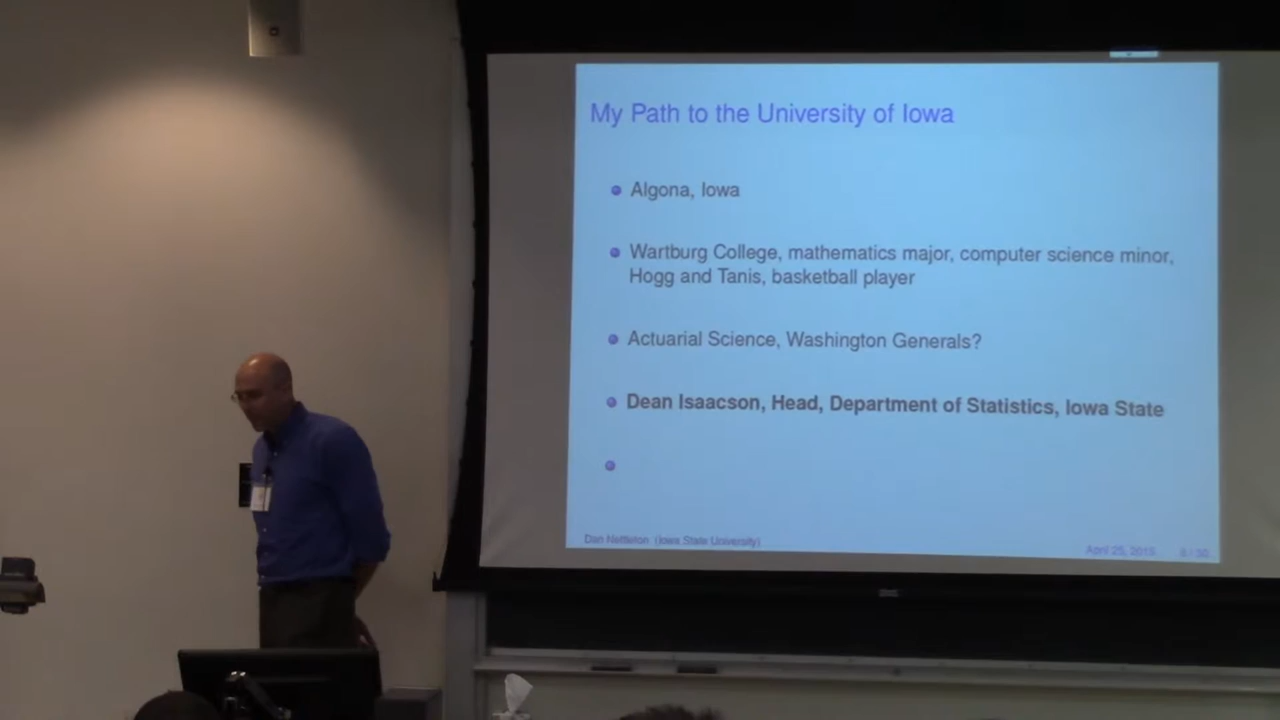 My Path to the University of Iowa
Algona, Iowa
Wartburg College, mathematics major, computer science minor,
Hogg and Tanis, basketball player
Actuarial Science, Washington Generals?
Dean Isaacson, Head, Department of Statistics, Iowa State
Dan Nettleton (Iowa State University)
April 25, 2015